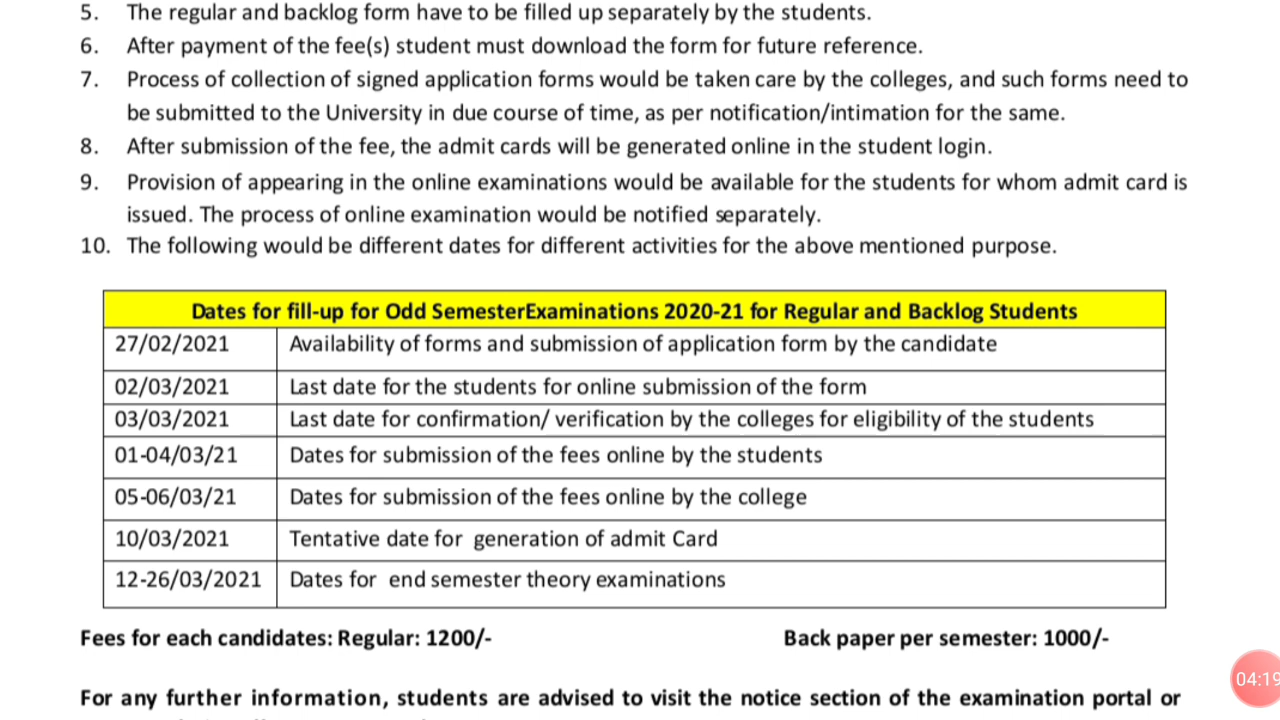 5. The regular and backlog form have to be filled up separately by the students.
6. After payment of the fee(s) student must download the form for future reference.
7. Process of collection of signed application forms would be taken care by the colleges, and such forms need to
be submitted to the University in due course of time, as per notification/intimation for the same.
8. After submission of the fee, the admit cards will be generated online in the student login.
9. Provision of appearing in the online examinations would be available for the students for whom admit card is
issued. The process of online examination would be notified separately.
10. The following would be different dates for different activities for the above mentioned purpose.
Dates for fill-up for Odd SemesterExaminations 2020-21 for Regular and Backlog Students
27/02/2021 Availability of forms and submission of application form by the candidate
02/03/2021 Last date for the students for online submission of the form
03/03/2021 Last date for confirmation/ verification by the colleges for eligibility of the students
01-04/03/21 Dates for submission of the fees online by the students
05-06/03/21 Dates for submission of the fees online by the college
10/03/2021 Tentative date for generation of admit Card
12-26/03/2021 Dates for end semester theory examinations
Fees for each candidates: Regular: 1200/- Back paper per semester: 1000/-
04:19
For any further information, students are advised to visit the notice section of the examination portal or